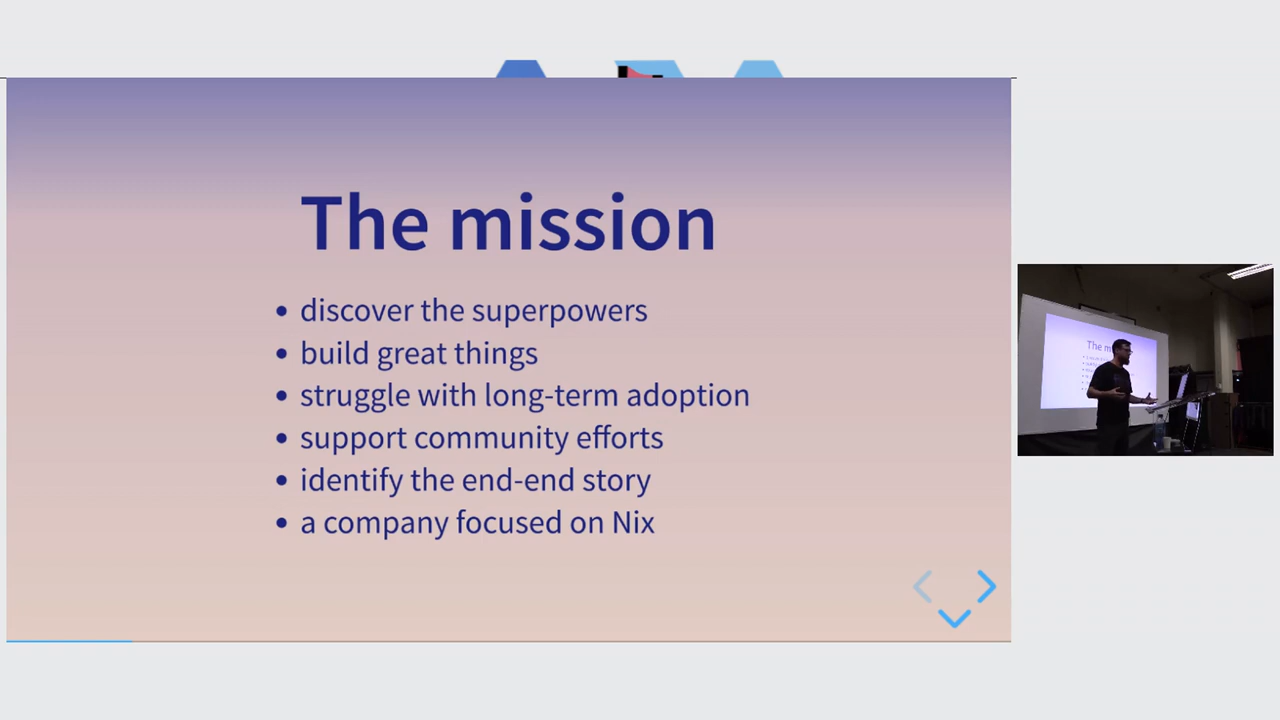 The mission
• discover the superpowers
• build great things
• struggle with long-term adoption
• support community efforts
• identify the end-end story
• a company focused on Nix
The m